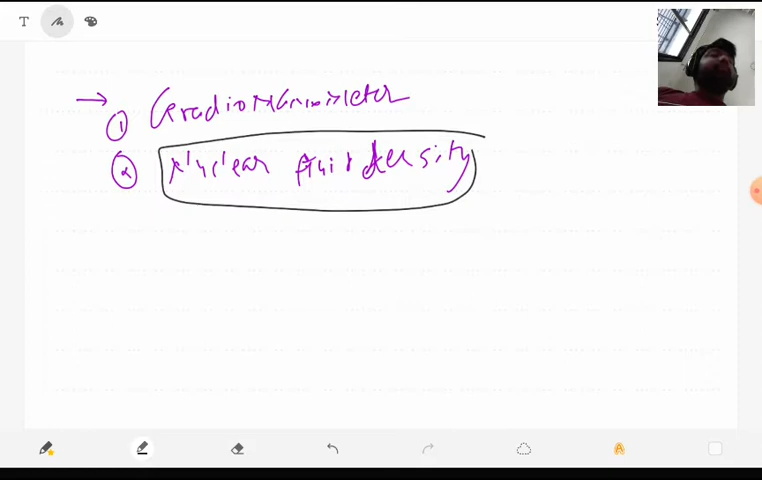 → ① Gradiomanometer
② Nuclear fluid density